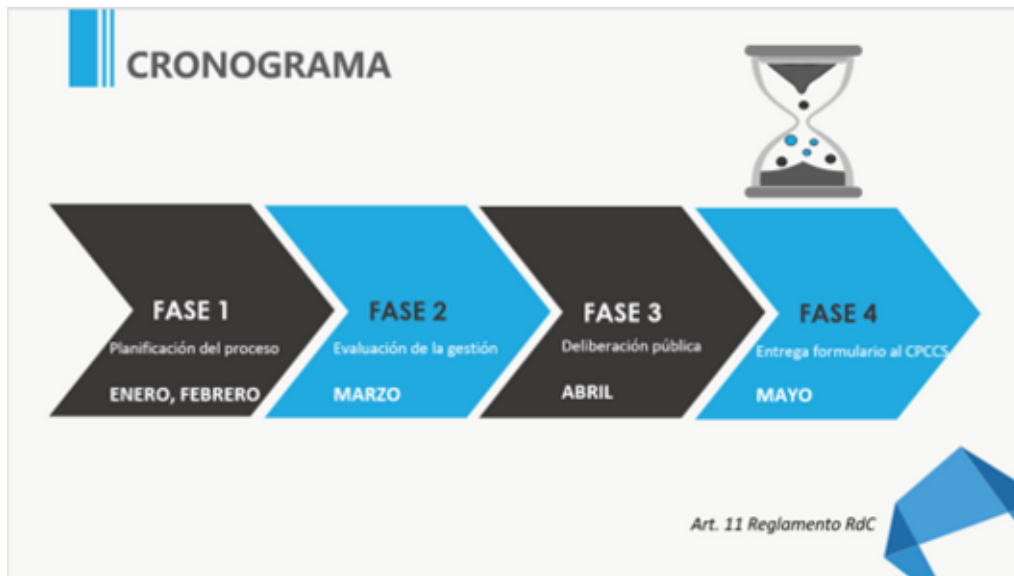 CRONOGRAMA
FASE 1
Planificación del proceso
ENERO, FEBRERO
FASE 2
Evaluación de la gestión
MARZO
FASE 3
Deliberación pública
ABRIL
FASE 4
Entrega formulario al CPCCS
MAYO
Art. 11 Reglamento RdC